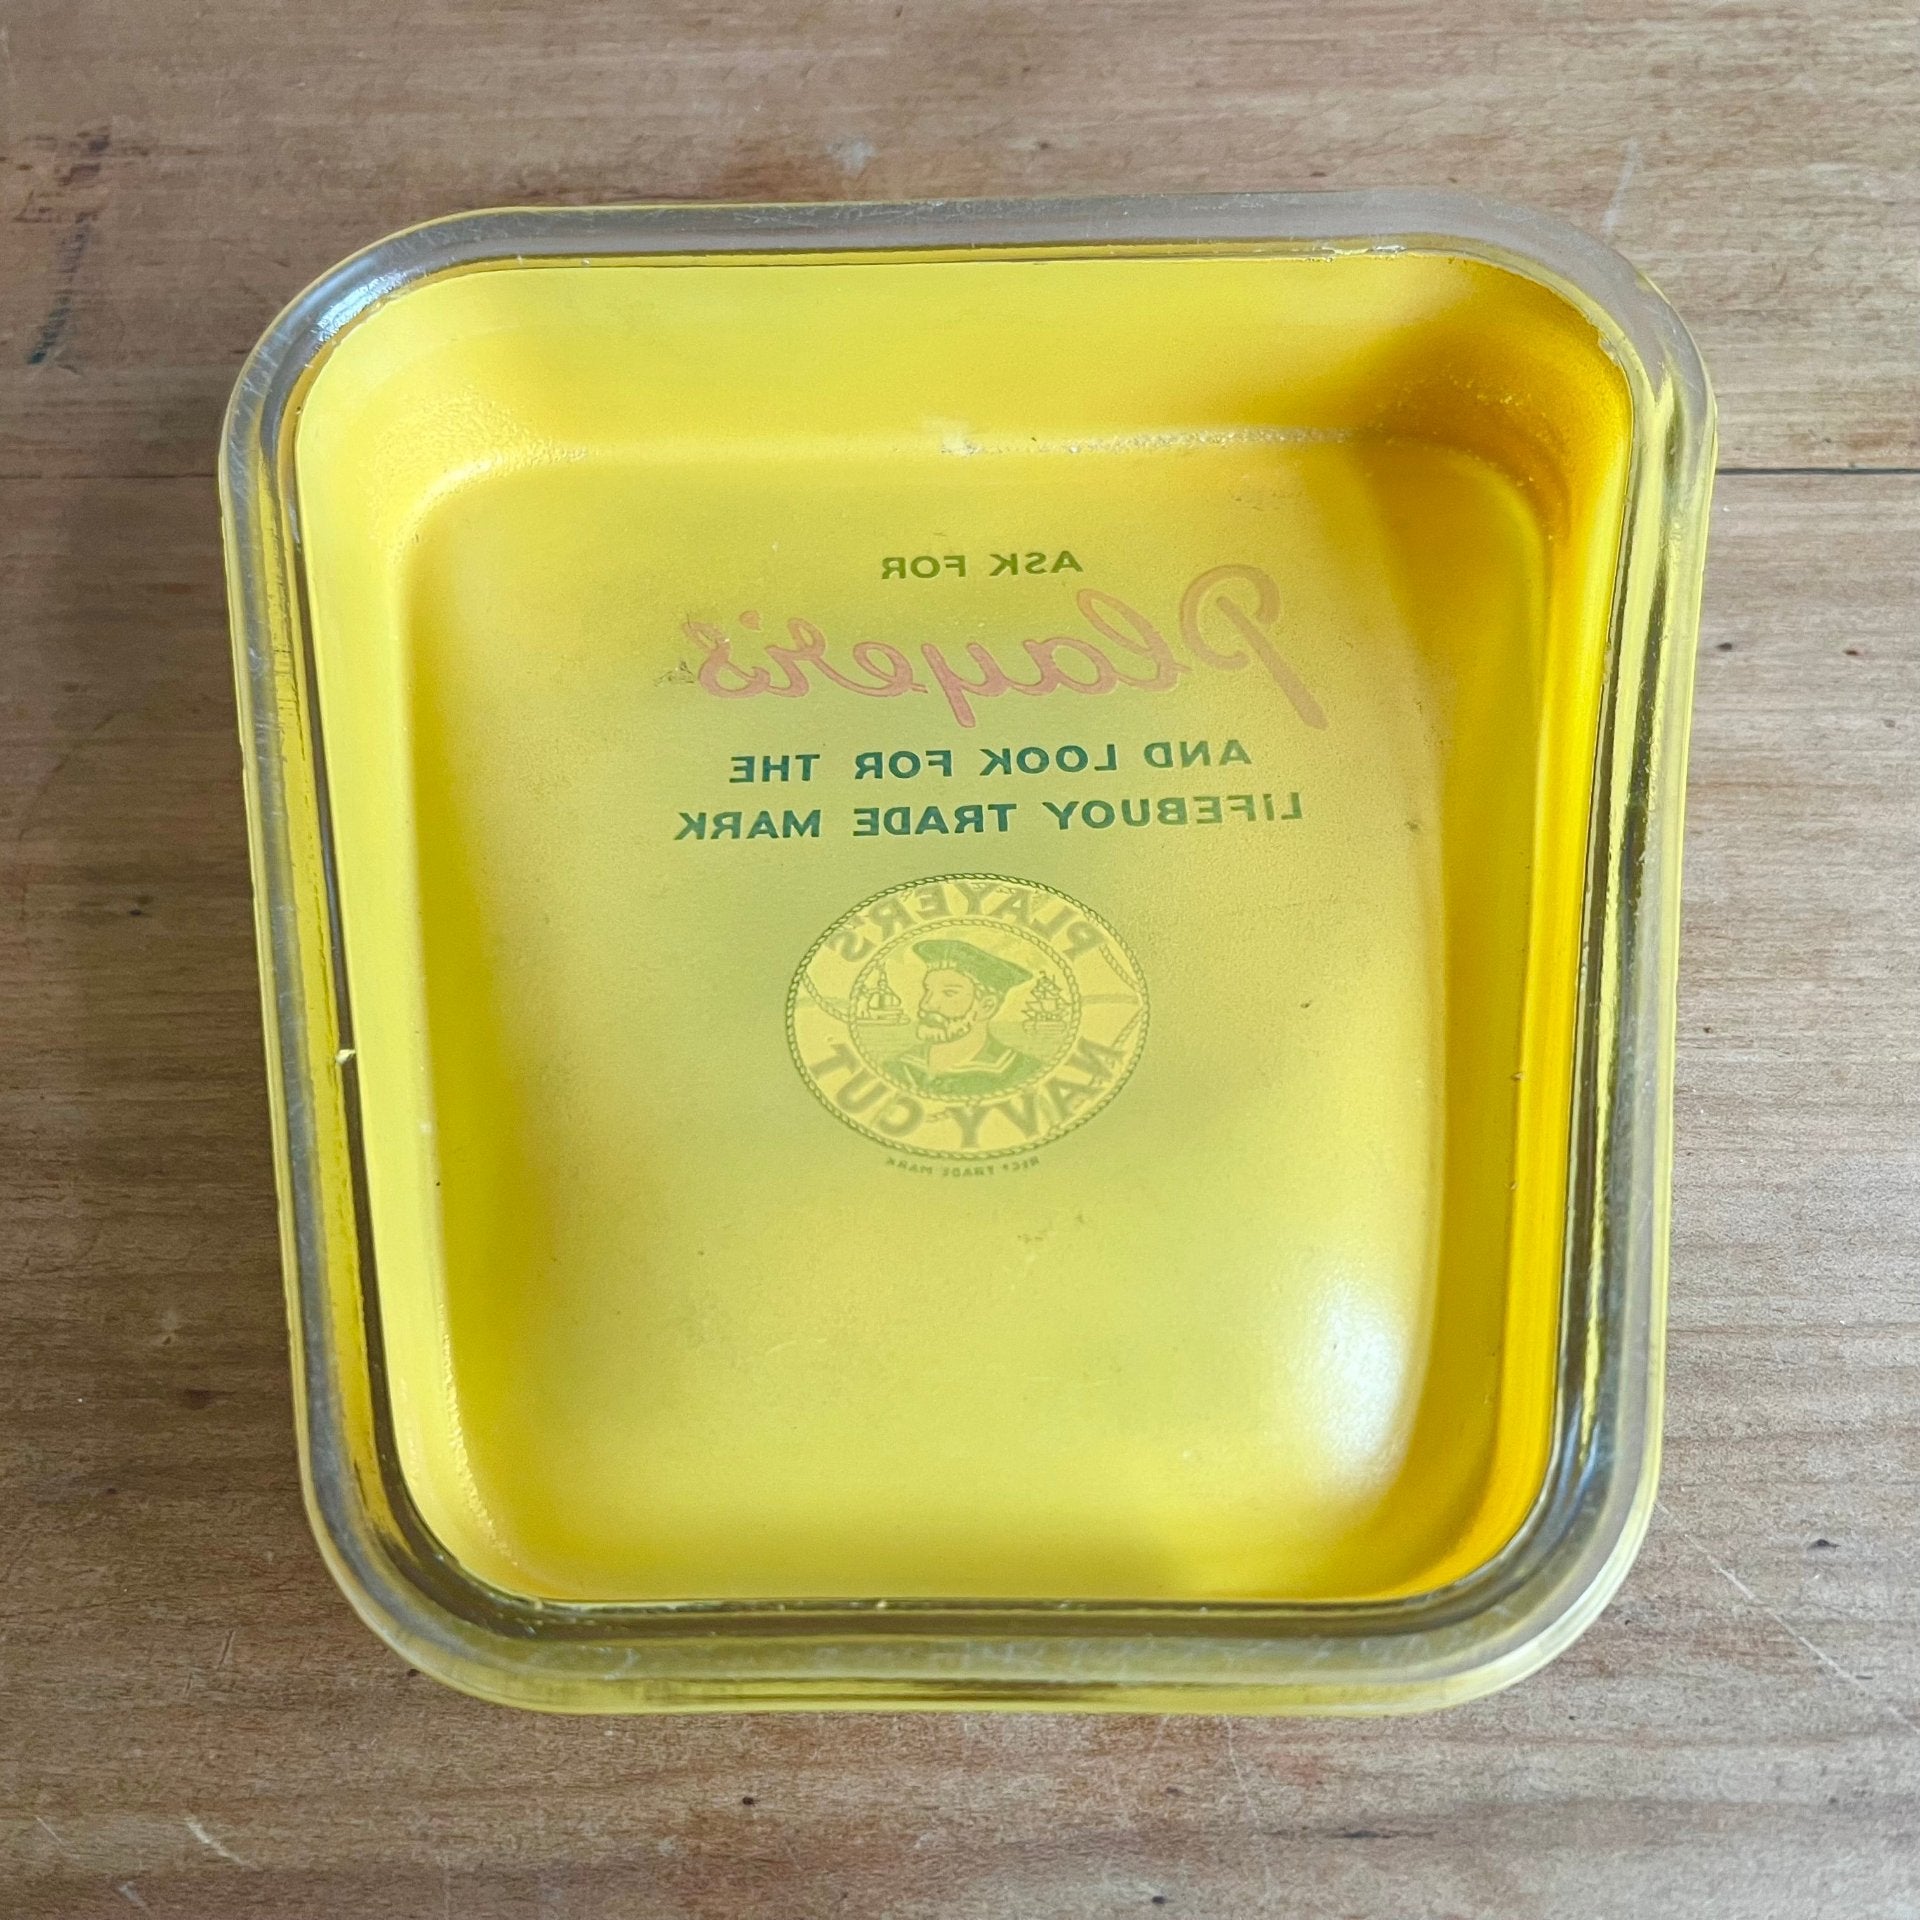 ASK FOR
Player's
AND LOOK FOR THE
LIFEBUOY TRADE MARK
PLAYER'S
NAVY CUT
REGD TRADE MARK